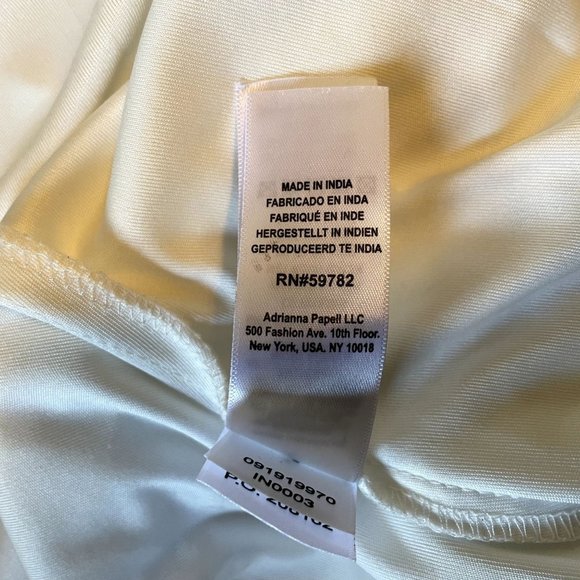 MADE IN INDIA
FABRICADO EN INDA
FABRIQUÉ EN INDE
HERGESTELLT IN INDIEN
GEPRODUCEERD TE INDIA
RN#59782
Adrianna Papell LLC
500 Fashion Ave. 10th Floor.
New York, USA. NY 10018
091919970
IN0003
P.O.